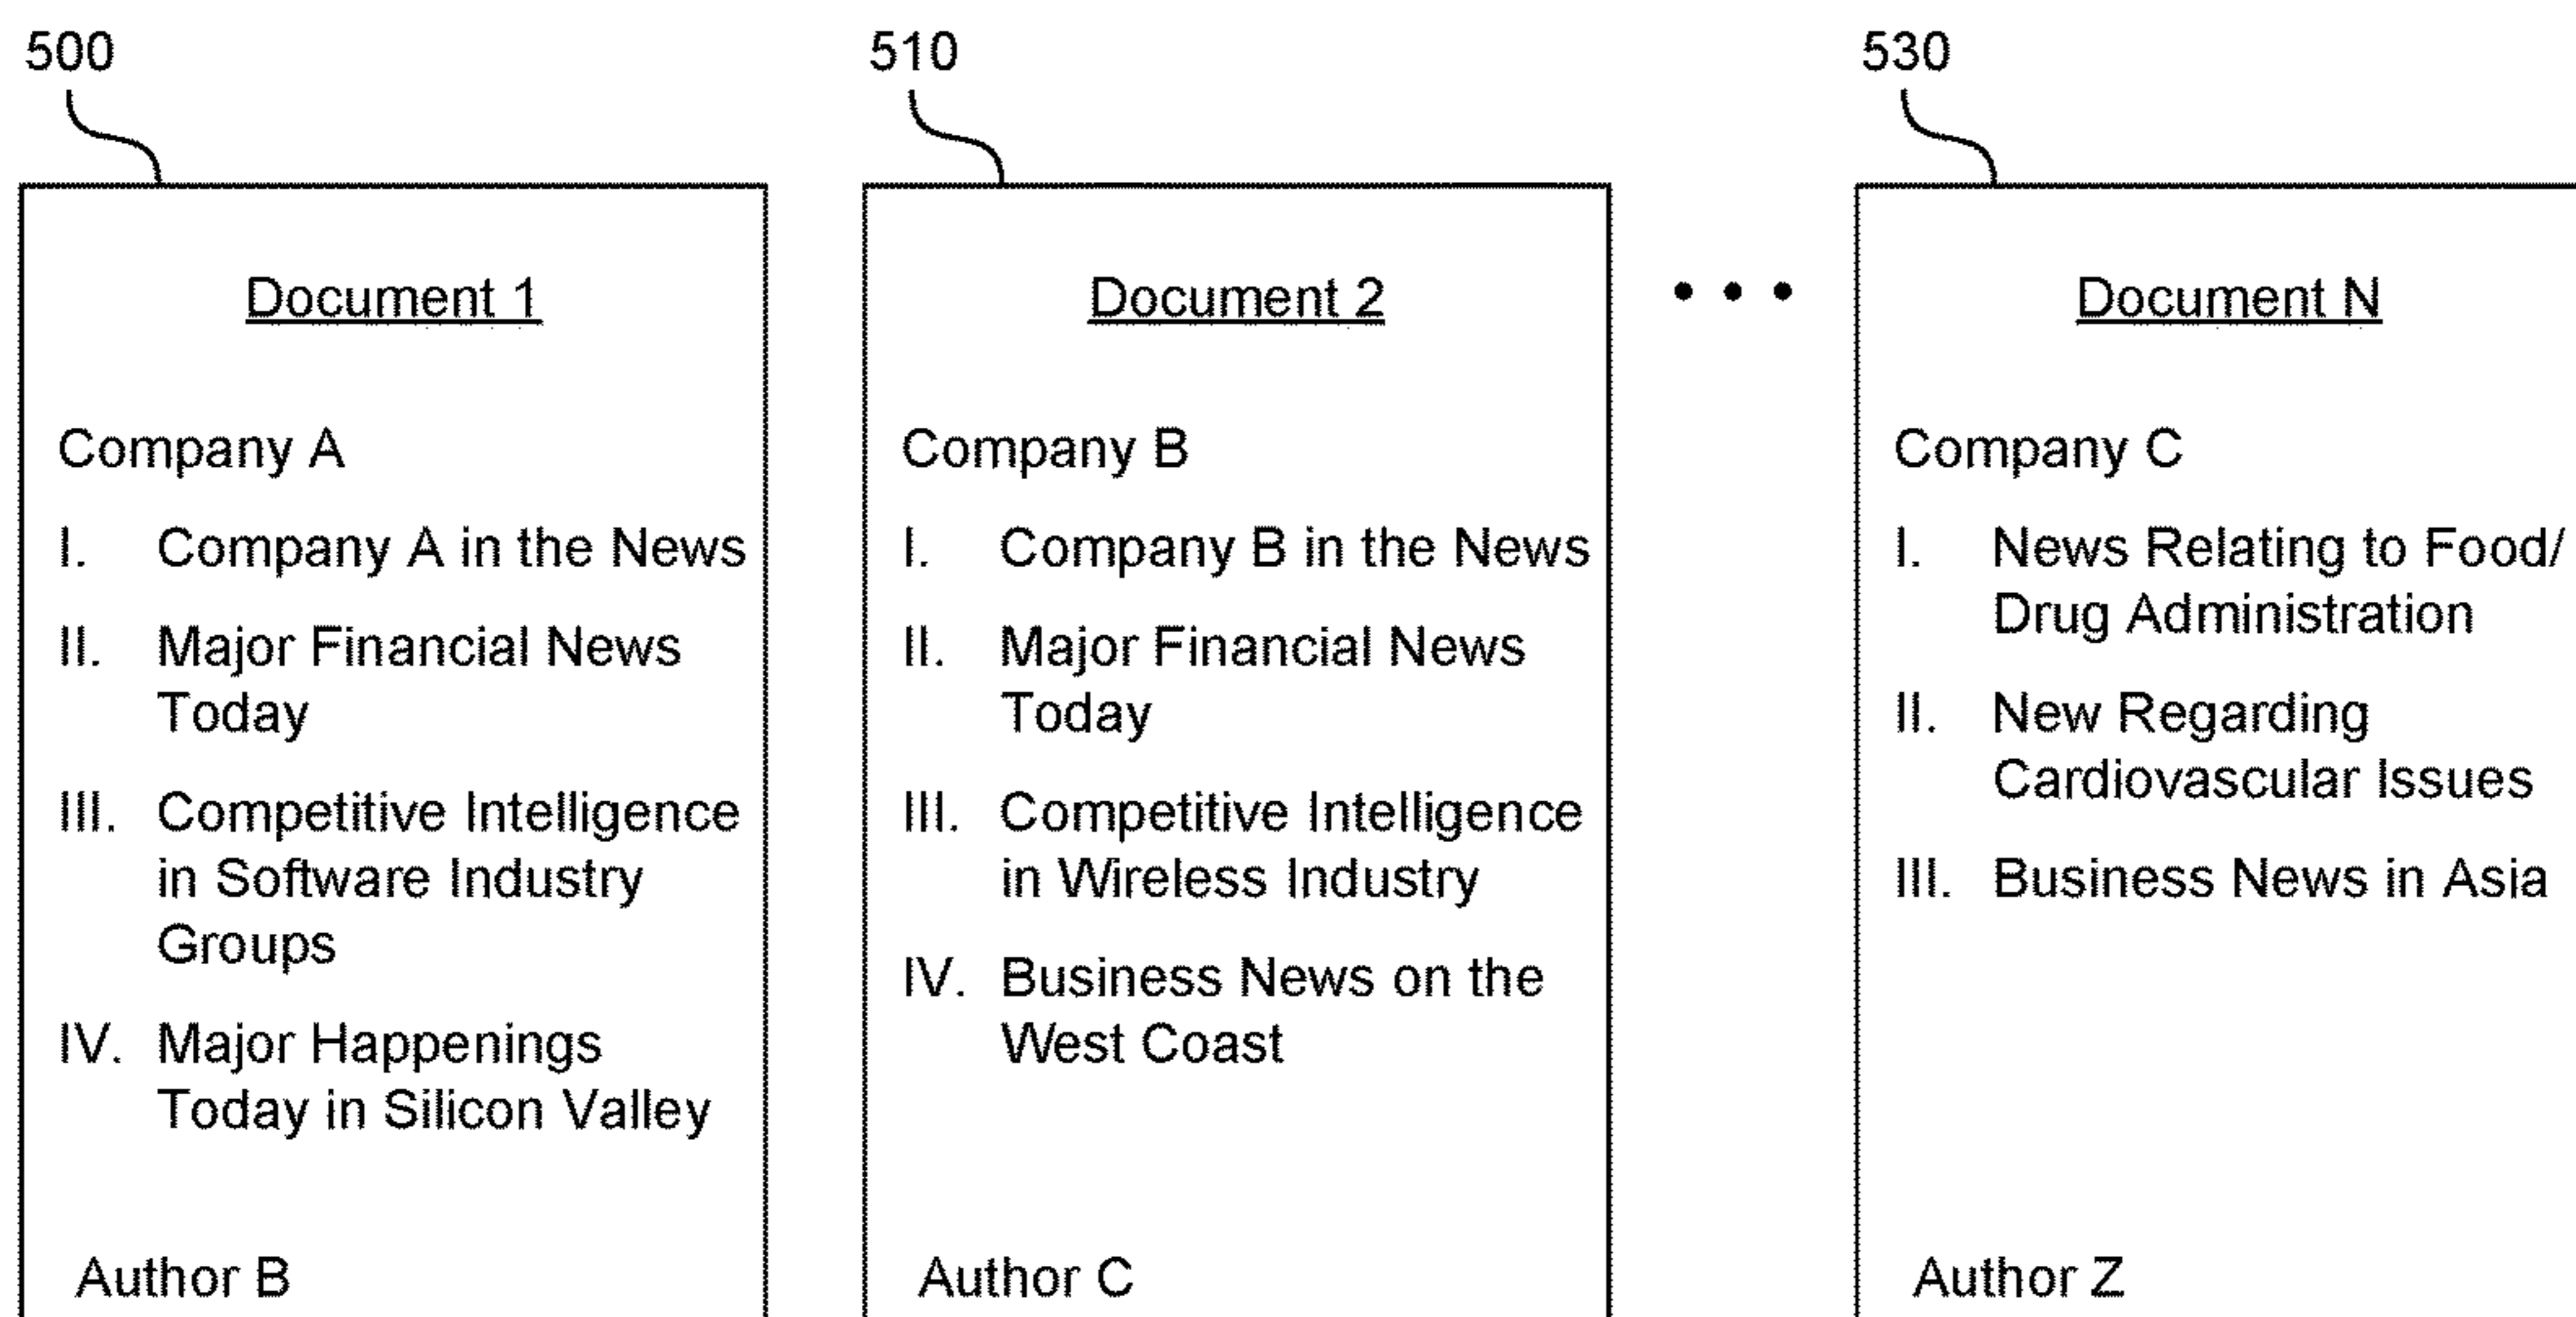 500
Document 1
Company A
I. Company A in the News
II. Major Financial News
Today
III. Competitive Intelligence
in Software Industry
Groups
IV. Major Happenings
Today in Silicon Valley
Author B
510
Document 2
Company B
I. Company B in the News
II. Major Financial News
Today
III. Competitive Intelligence
in Wireless Industry
IV. Business News on the
West Coast
Author C
• • •
530
Document N
Company C
I. News Relating to Food/
Drug Administration
II. New Regarding
Cardiovascular Issues
III. Business News in Asia
Author Z